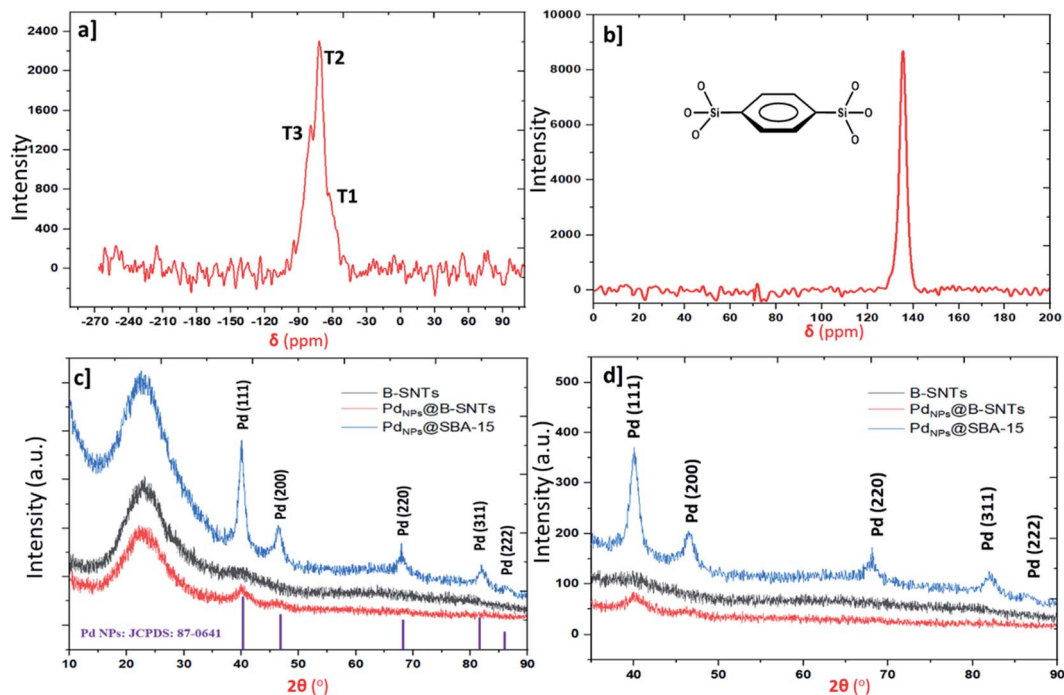 a]
T2
T3
T1
Intensity
2400
2000
1600
1200
800
400
0
-270 -230 -190 -150 -110 -90 -60 -30 0 30 60 90
δ (ppm)
b]
O O
O Si Si O
O O
Intensity
10000
8000
6000
4000
2000
0
0 20 40 60 80 100 120 140 160 180 200
δ (ppm)
c]
B-SNTs
PdNPs@B-SNTs
PdNPs@SBA-15
Pd (111)
Pd (200)
Pd (220)
Pd (311)
Pd (222)
Intensity (a.u.)
Pd NPs: JCPDS: 87-0641
10 20 30 40 50 60 70 80 90
2θ (°)
d]
B-SNTs
PdNPs@B-SNTs
PdNPs@SBA-15
Pd (111)
Pd (200)
Pd (220)
Pd (311)
Pd (222)
Intensity (a.u.)
500
400
300
200
100
0
40 50 60 70 80 90
2θ (°)